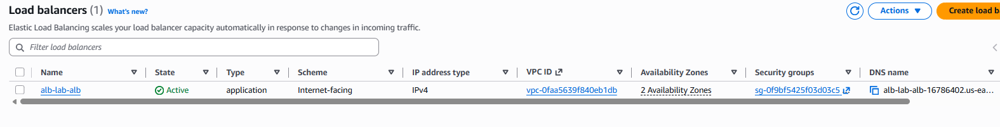 Load balancers (1) What's new?
Actions
Create load b
Elastic Load Balancing scales your load balancer capacity automatically in response to changes in incoming traffic.
Filter load balancers
Name State Type Scheme IP address type VPC ID Availability Zones Security groups DNS name
alb-lab-alb Active application Internet-facing IPv4 vpc-0faa5639f840eb1db 2 Availability Zones sg-0f9bf5425f03d03c5 alb-lab-alb-16786402.us-ea...